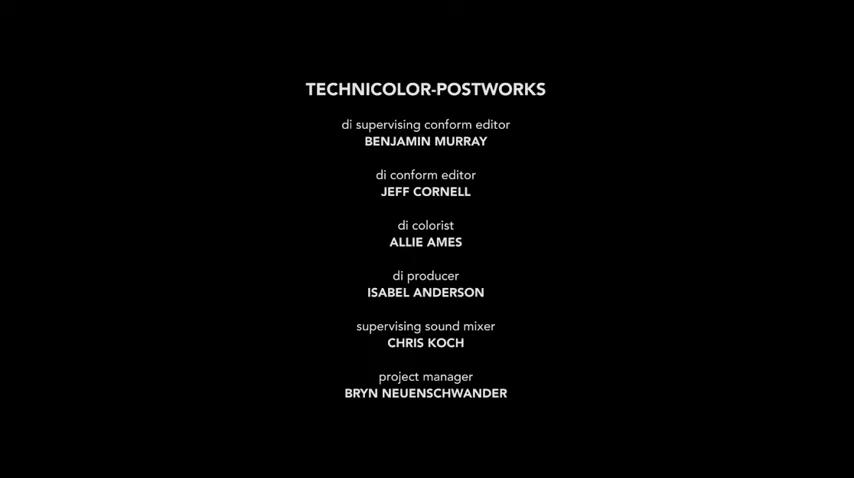 TECHNICOLOR-POSTWORKS
di supervising conform editor
BENJAMIN MURRAY
di conform editor
JEFF CORNELL
di colorist
ALLIE AMES
di producer
ISABEL ANDERSON
supervising sound mixer
CHRIS KOCH
project manager
BRYN NEUENSCHWANDER